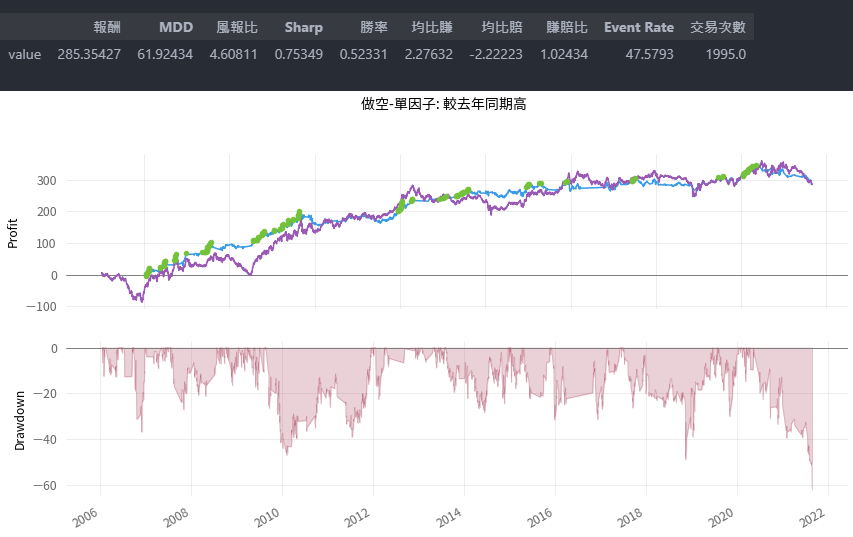 報酬 MDD 風報比 Sharp 勝率 均比賺 均比賠 賺賠比 Event Rate 交易次數
value 285.35427 61.92434 4.60811 0.75349 0.52331 2.27632 -2.22223 1.02434 47.5793 1995.0
做空-單因子: 較去年同期高
Profit
300
200
100
0
−100
Drawdown
0
−20
−40
−60
2006 2008 2010 2012 2014 2016 2018 2020 2022